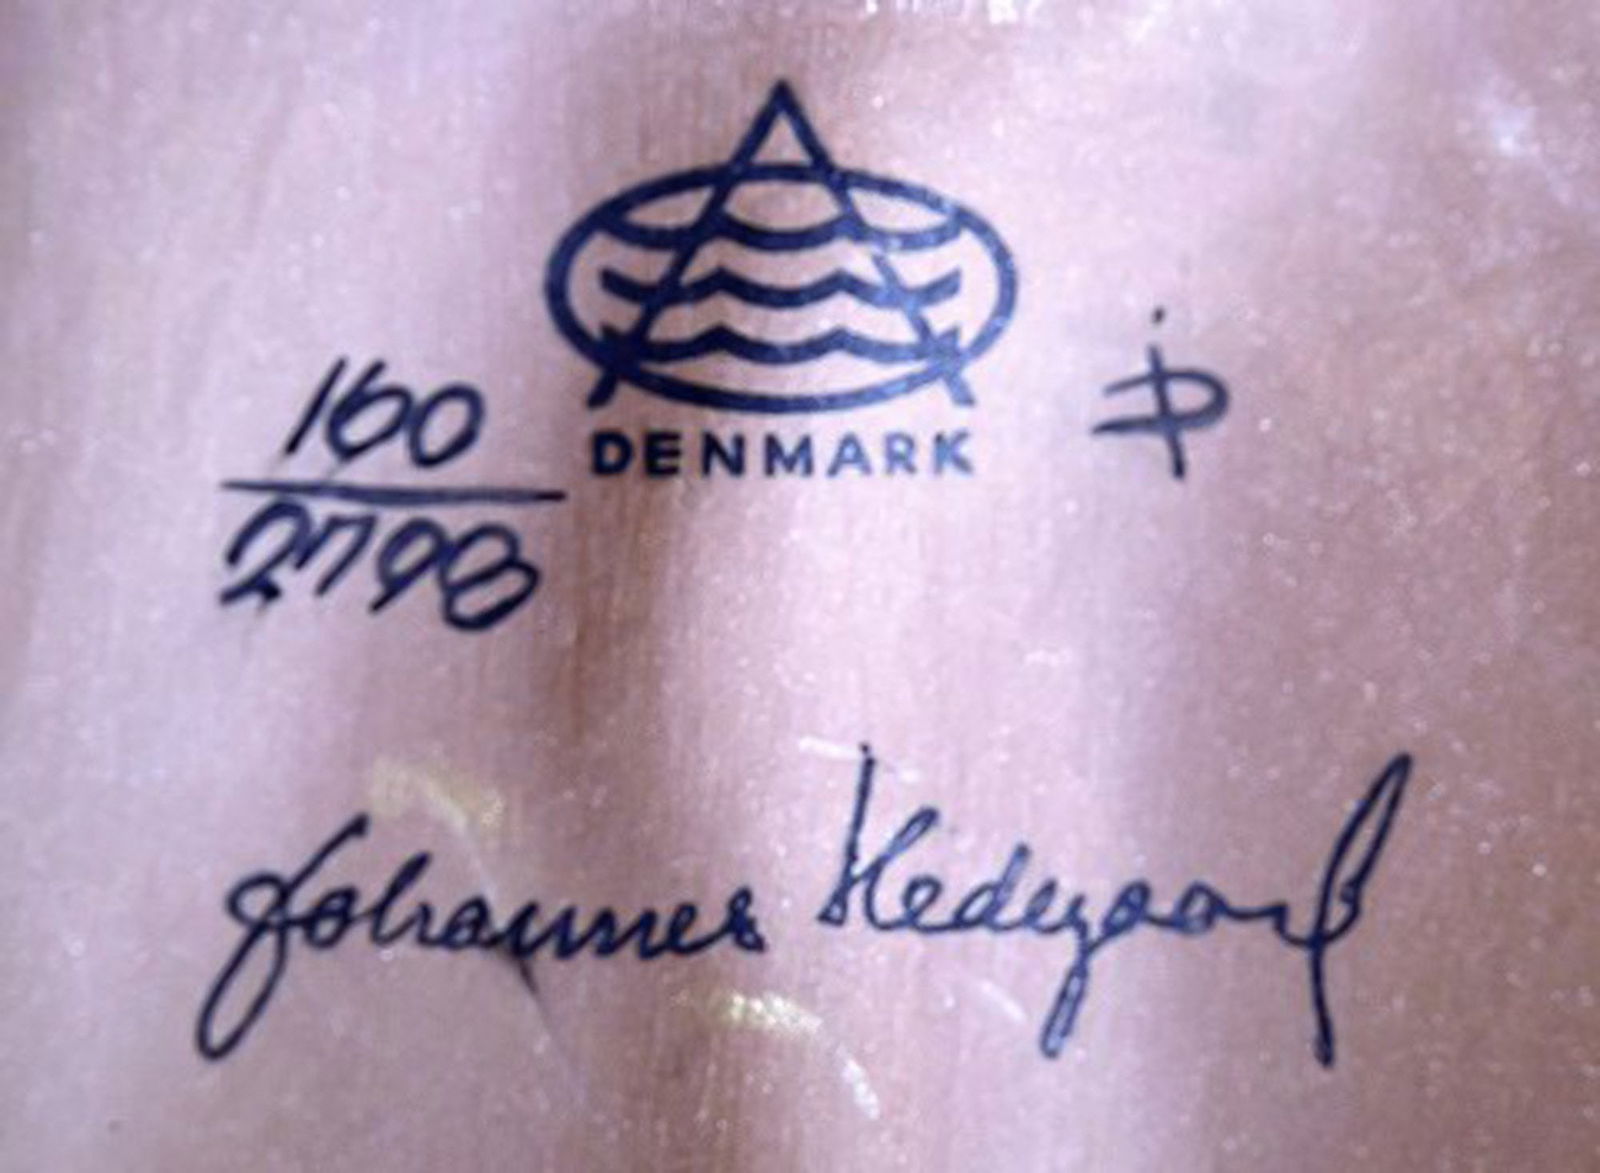 160
2798
DENMARK
Johannes Hedegaard